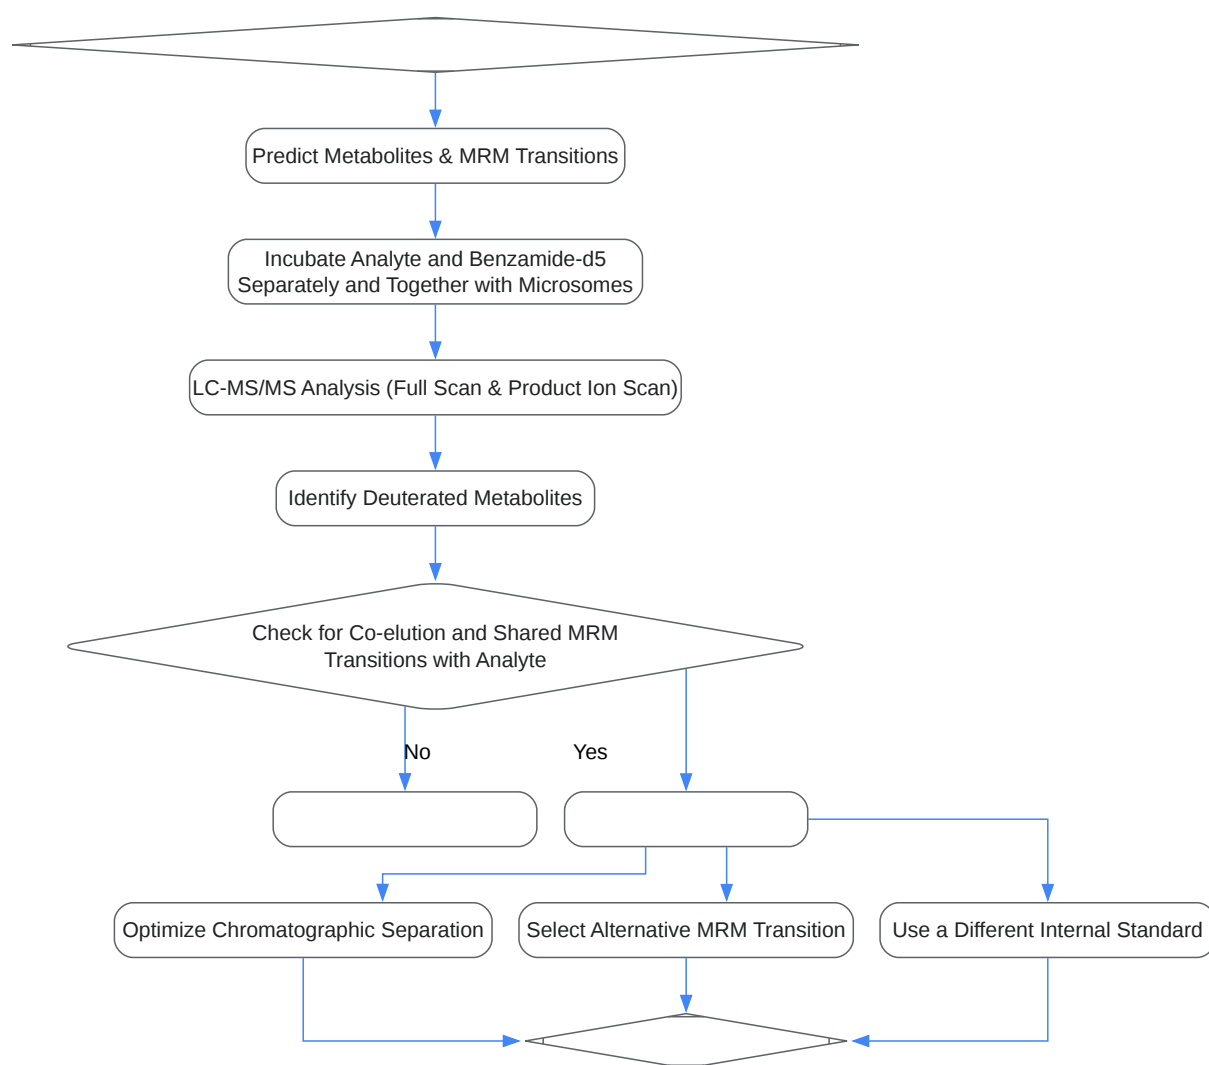 Predict Metabolites & MRM Transitions
Incubate Analyte and Benzamide-d5
Separately and Together with Microsomes
LC-MS/MS Analysis (Full Scan & Product Ion Scan)
Identify Deuterated Metabolites
Check for Co-elution and Shared MRM
Transitions with Analyte
No
Yes
Optimize Chromatographic Separation
Select Alternative MRM Transition
Use a Different Internal Standard